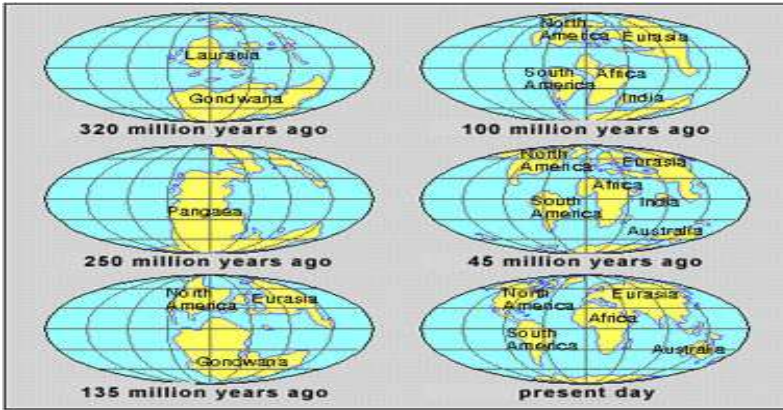 Laurasia
Gondwana
320 million years ago
Pangaea
250 million years ago
North
America
Eurasia
Gondwana
135 million years ago
North
America
Eurasia
South
America
Africa
India
100 million years ago
North
America
Eurasia
Africa
South
America
India
Australia
45 million years ago
North
America
Eurasia
Africa
South
America
Australia
present day